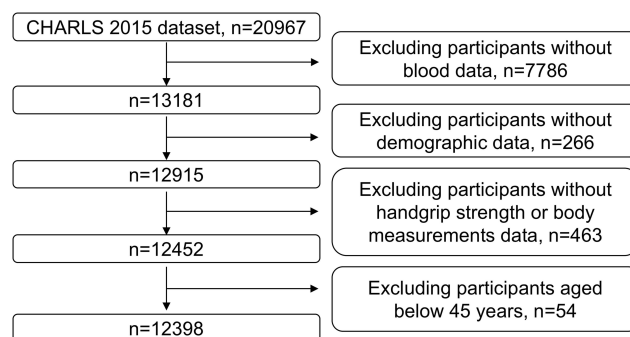 CHARLS 2015 dataset, n=20967
Excluding participants without
blood data, n=7786
n=13181
Excluding participants without
demographic data, n=266
n=12915
Excluding participants without
handgrip strength or body
measurements data, n=463
n=12452
Excluding participants aged
below 45 years, n=54
n=12398